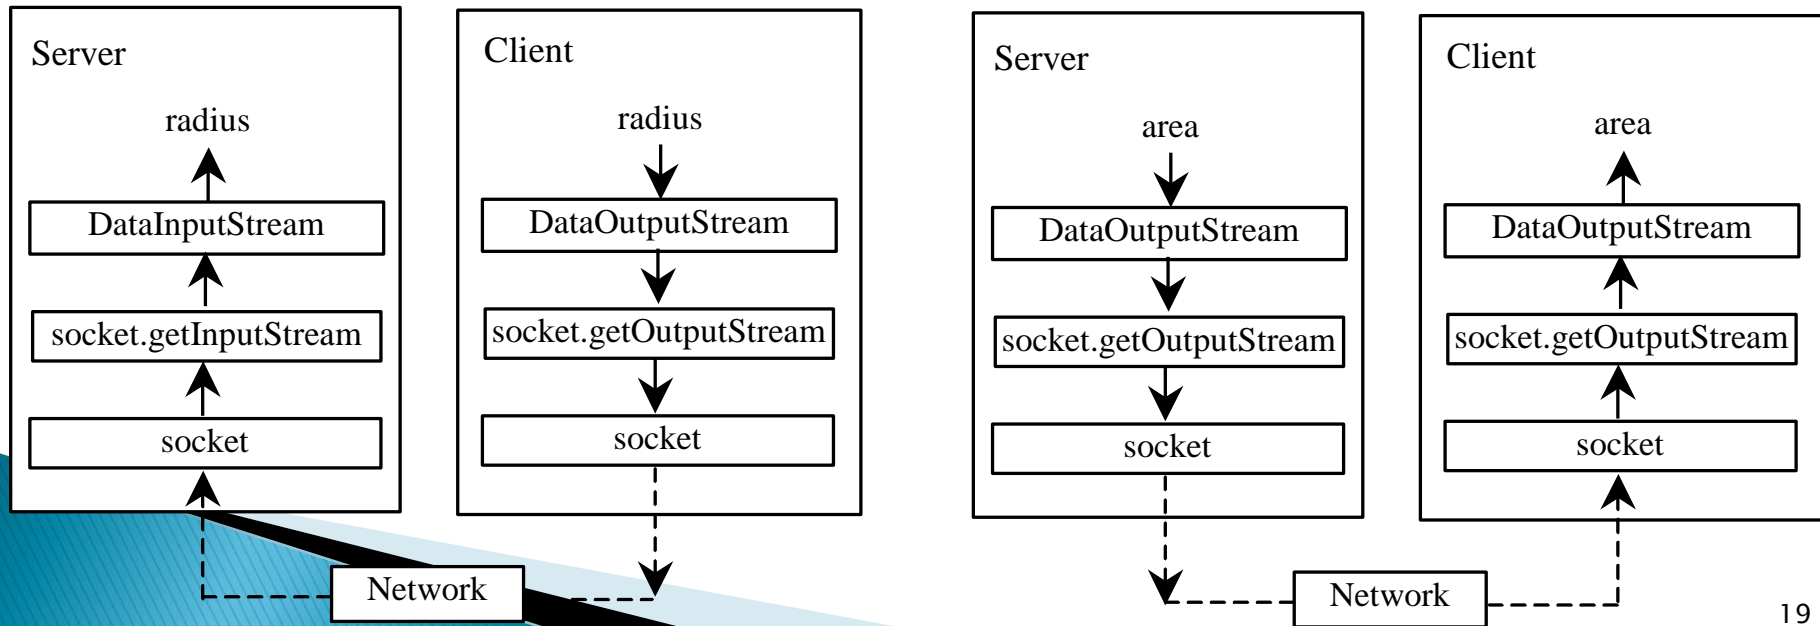 Server
radius
DataInputStream
socket.getInputStream
socket
Client
radius
DataOutputStream
socket.getOutputStream
socket
Network
Server
area
DataOutputStream
socket.getOutputStream
socket
Client
area
DataOutputStream
socket.getOutputStream
socket
Network
19